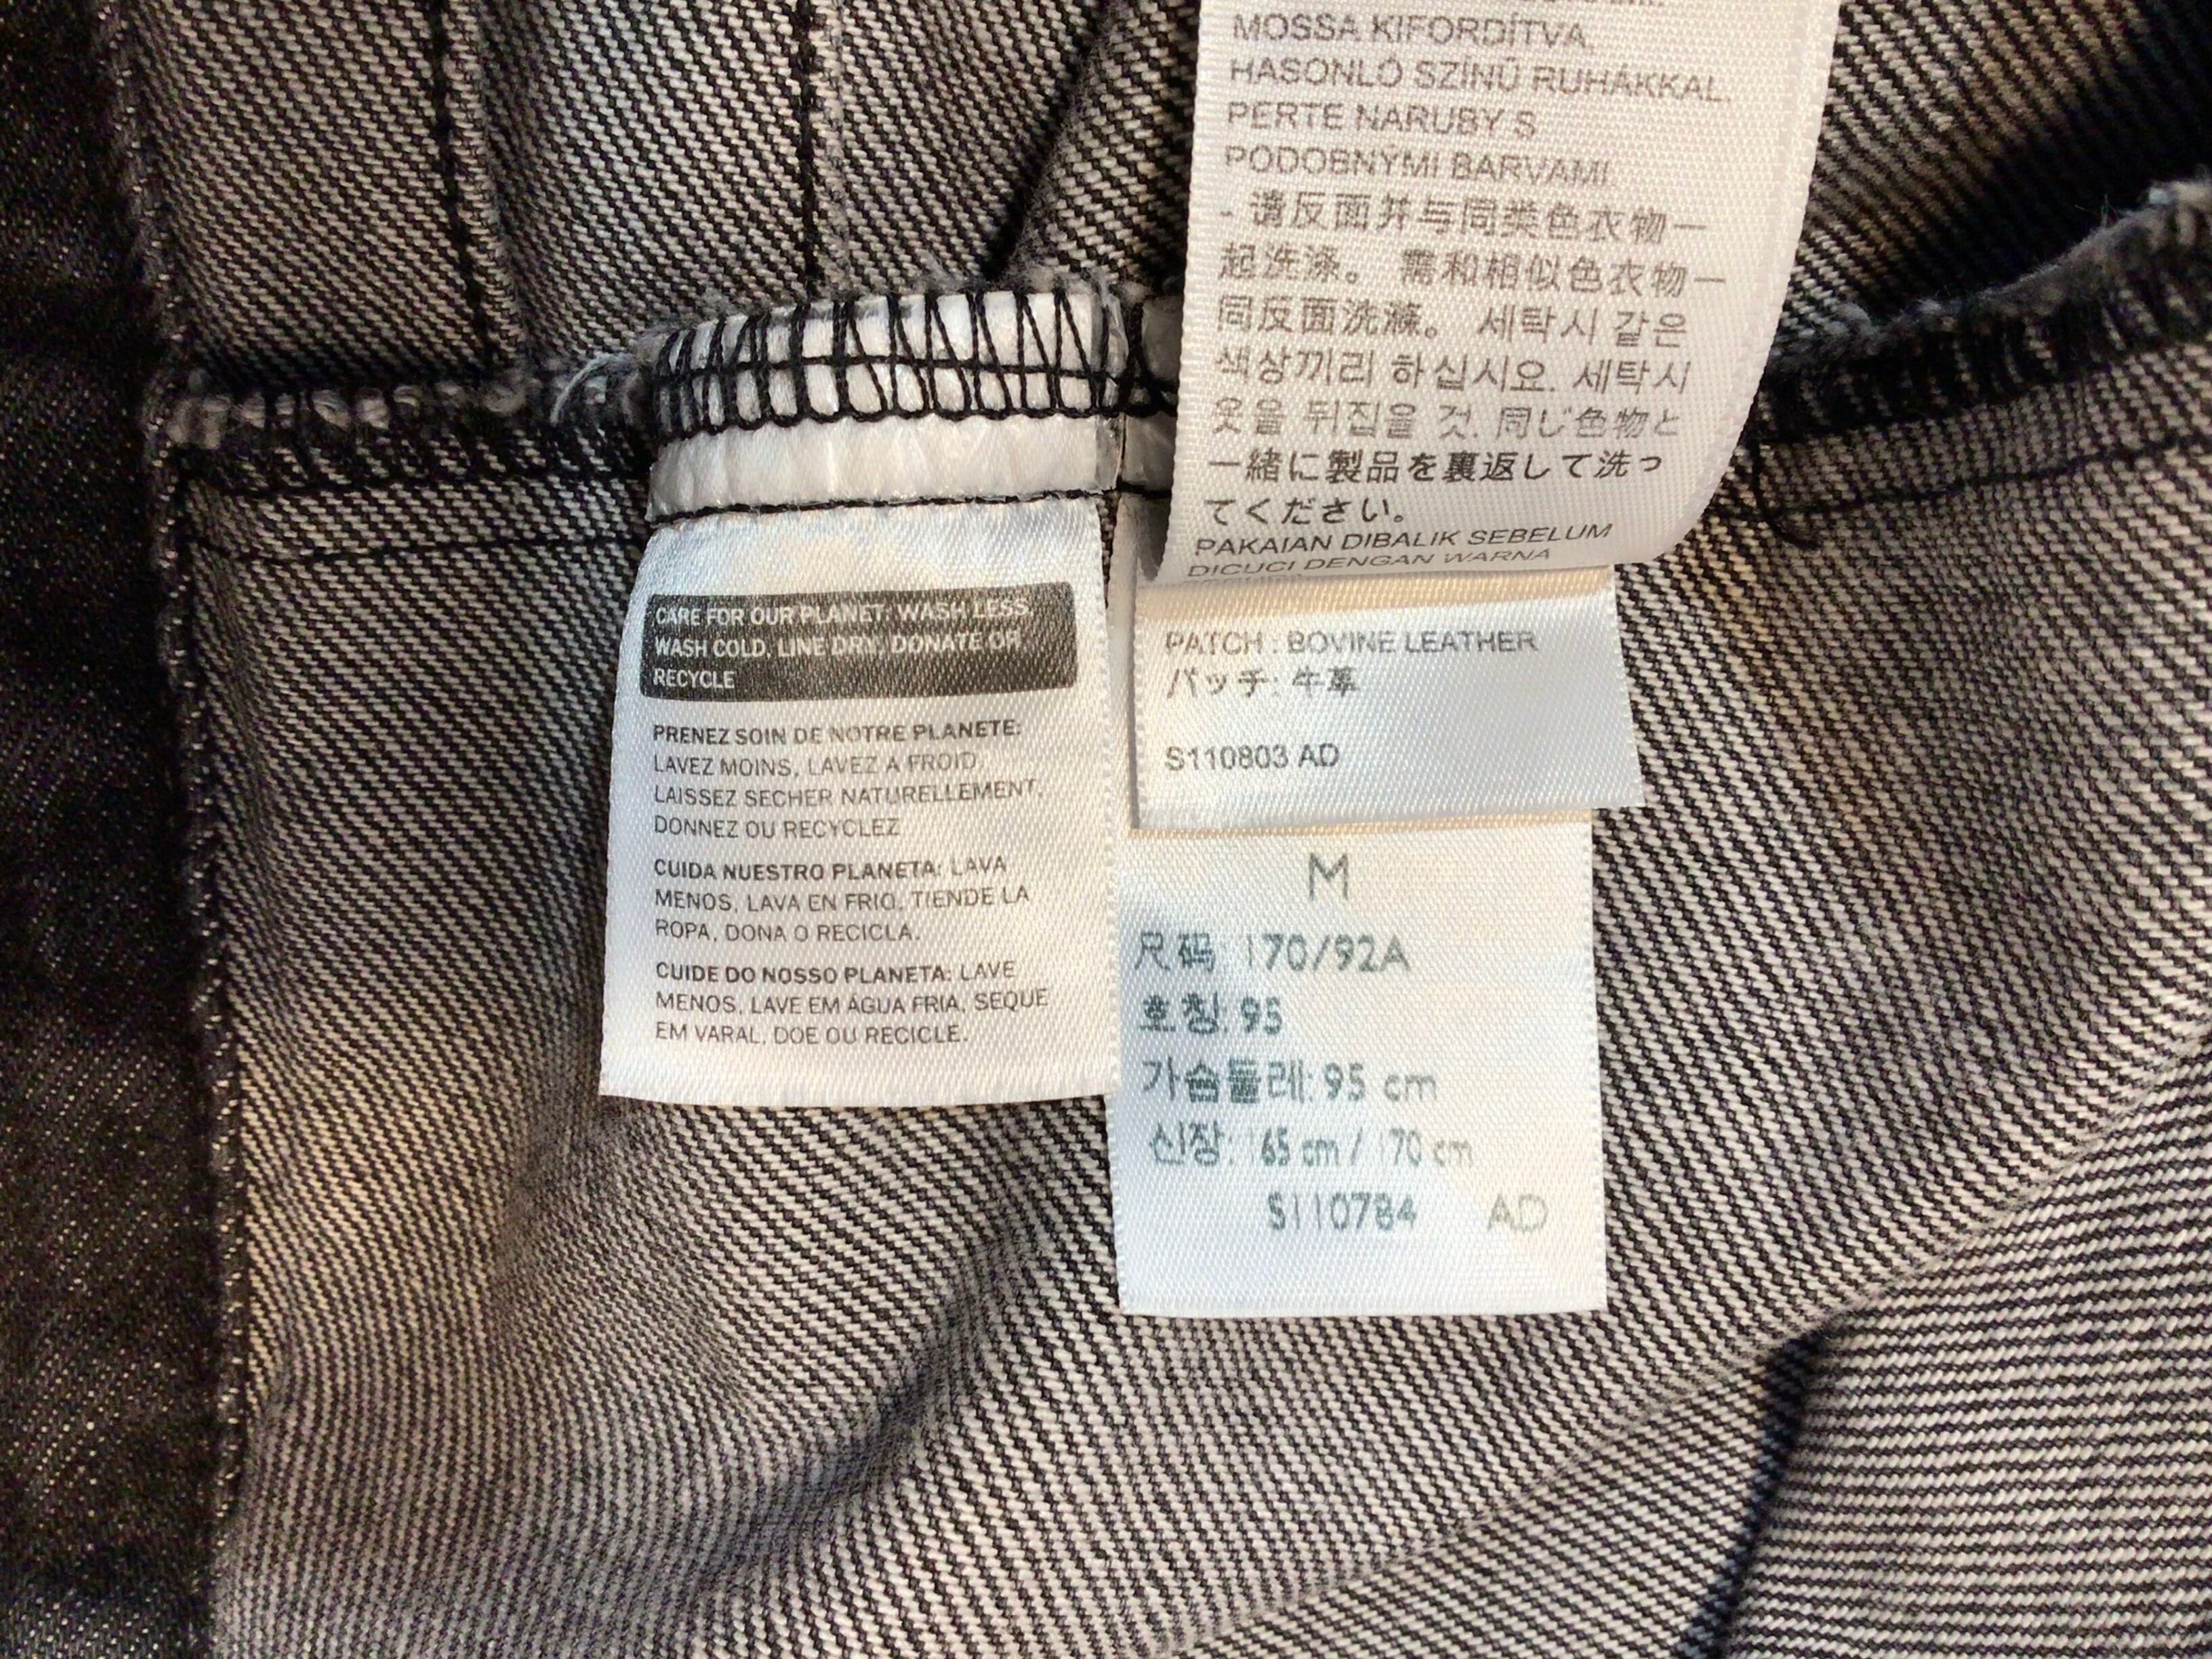 MOSSA KIFORDÍTVA,
HASONLÓ SZÍNŰ RUHÁKKAL.
PERTE NARUBY S
PODOBNÝMI BARVAMI.
- 请反面并与同类色衣物一
起洗涤。 需和相似色衣物一
同反面洗滌。 세탁시 같은
색상끼리 하십시오. 세탁시
옷을 뒤집을 것. 同じ色物と
一緒に製品を裏返して洗っ
てください。
PAKAIAN DIBALIK SEBELUM
DICUCI DENGAN WARNA
CARE FOR OUR PLANET: WASH LESS,
WASH COLD, LINE DRY, DONATE OR
RECYCLE
PRENEZ SOIN DE NOTRE PLANETE:
LAVEZ MOINS, LAVEZ A FROID,
LAISSEZ SECHER NATURELLEMENT,
DONNEZ OU RECYCLEZ
CUIDA NUESTRO PLANETA: LAVA
MENOS, LAVA EN FRIO, TIENDE LA
ROPA, DONA O RECICLA.
CUIDE DO NOSSO PLANETA: LAVE
MENOS, LAVE EM ÁGUA FRIA, SEQUE
EM VARAL, DOE OU RECICLE.
PATCH : BOVINE LEATHER
パッチ: 牛革
S110803 AD
M
尺码: 170/92A
호칭: 95
가슴둘레: 95 cm
신장: 165 cm / 170 cm
S110784 AD